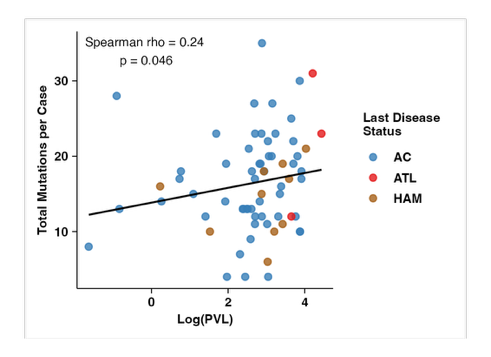 Spearman rho = 0.24
p = 0.046
Total Mutations per Case
30
20
10
0
2
4
Log(PVL)
Last Disease
Status
AC
ATL
HAM